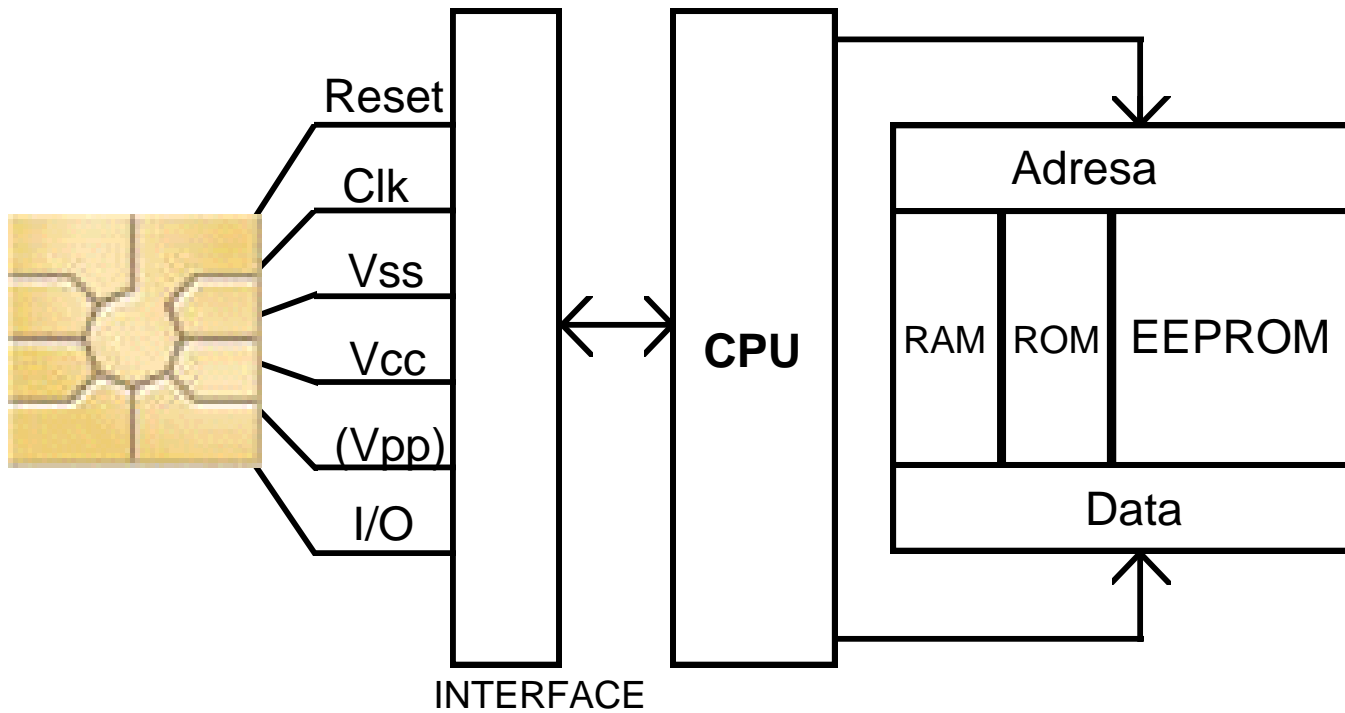 Reset
Clk
Vss
Vcc
(Vpp)
I/O
INTERFACE
CPU
Adresa
RAM
ROM
EEPROM
Data